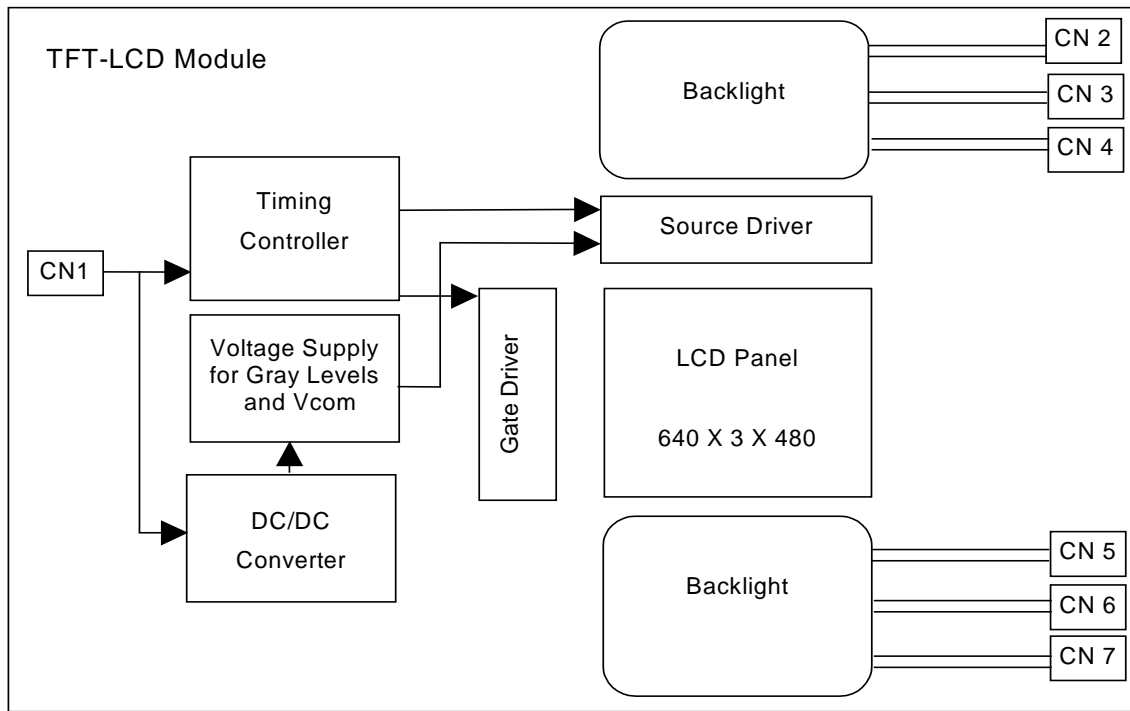 TFT-LCD Module
Backlight
CN 2
CN 3
CN 4
Timing
Controller
Source Driver
CN1
Voltage Supply
for Gray Levels
and Vcom
Gate Driver
LCD Panel
640 X 3 X 480
DC/DC
Converter
Backlight
CN 5
CN 6
CN 7